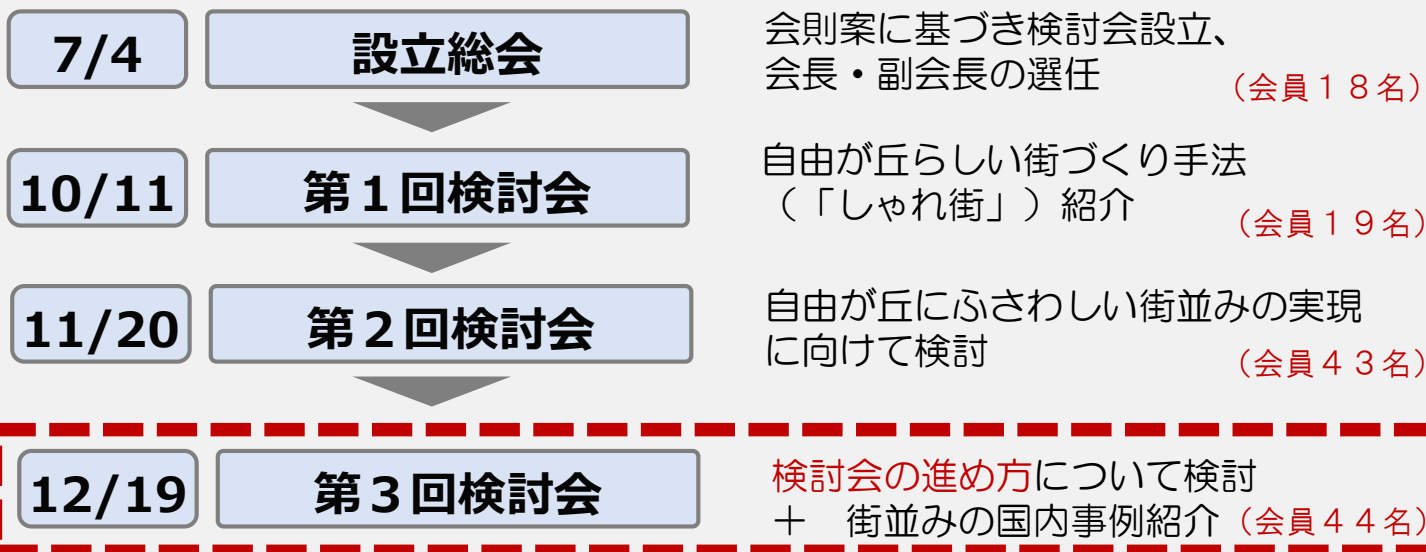 7/4
設立総会
会則案に基づき検討会設立、
会長・副会長の選任
（会員１８名）
10/11
第１回検討会
自由が丘らしい街づくり手法
（「しゃれ街」）紹介
（会員１９名）
11/20
第２回検討会
自由が丘にふさわしい街並みの実現
に向けて検討
（会員４３名）
12/19
第３回検討会
検討会の進め方について検討
＋　街並みの国内事例紹介（会員４４名）